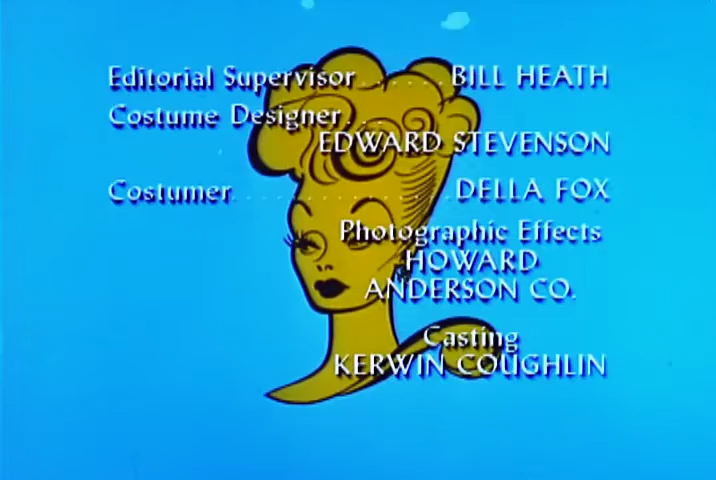 Editorial Supervisor.......BILL HEATH
Costume Designer...
EDWARD STEVENSON
Costumer..................DELLA FOX
Photographic Effects
HOWARD
ANDERSON CO.
Casting
KERWIN COUGHLIN